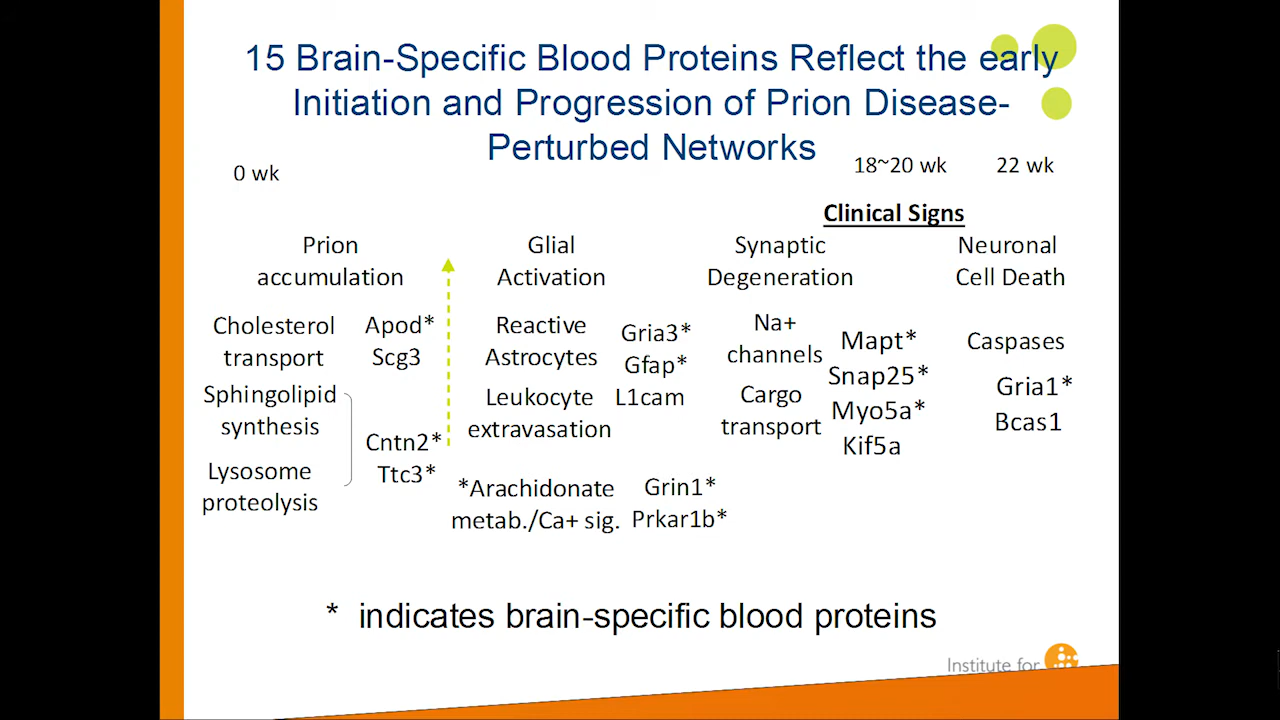 15 Brain-Specific Blood Proteins Reflect the early
Initiation and Progression of Prion Disease-
Perturbed Networks
0 wk
18~20 wk
22 wk
Clinical Signs
Prion
accumulation
Glial
Activation
Synaptic
Degeneration
Neuronal
Cell Death
Cholesterol
transport
Apod*
Scg3
Sphingolipid
synthesis
Lysosome
proteolysis
Cntn2*
Ttc3*
Reactive
Astrocytes
Leukocyte
extravasation
Gria3*
Gfap*
L1cam
*Arachidonate
metab./Ca+ sig.
Grin1*
Prkar1b*
Na+
channels
Cargo
transport
Mapt*
Snap25*
Myo5a*
Kif5a
Caspases
Gria1*
Bcas1
* indicates brain-specific blood proteins
Institute for